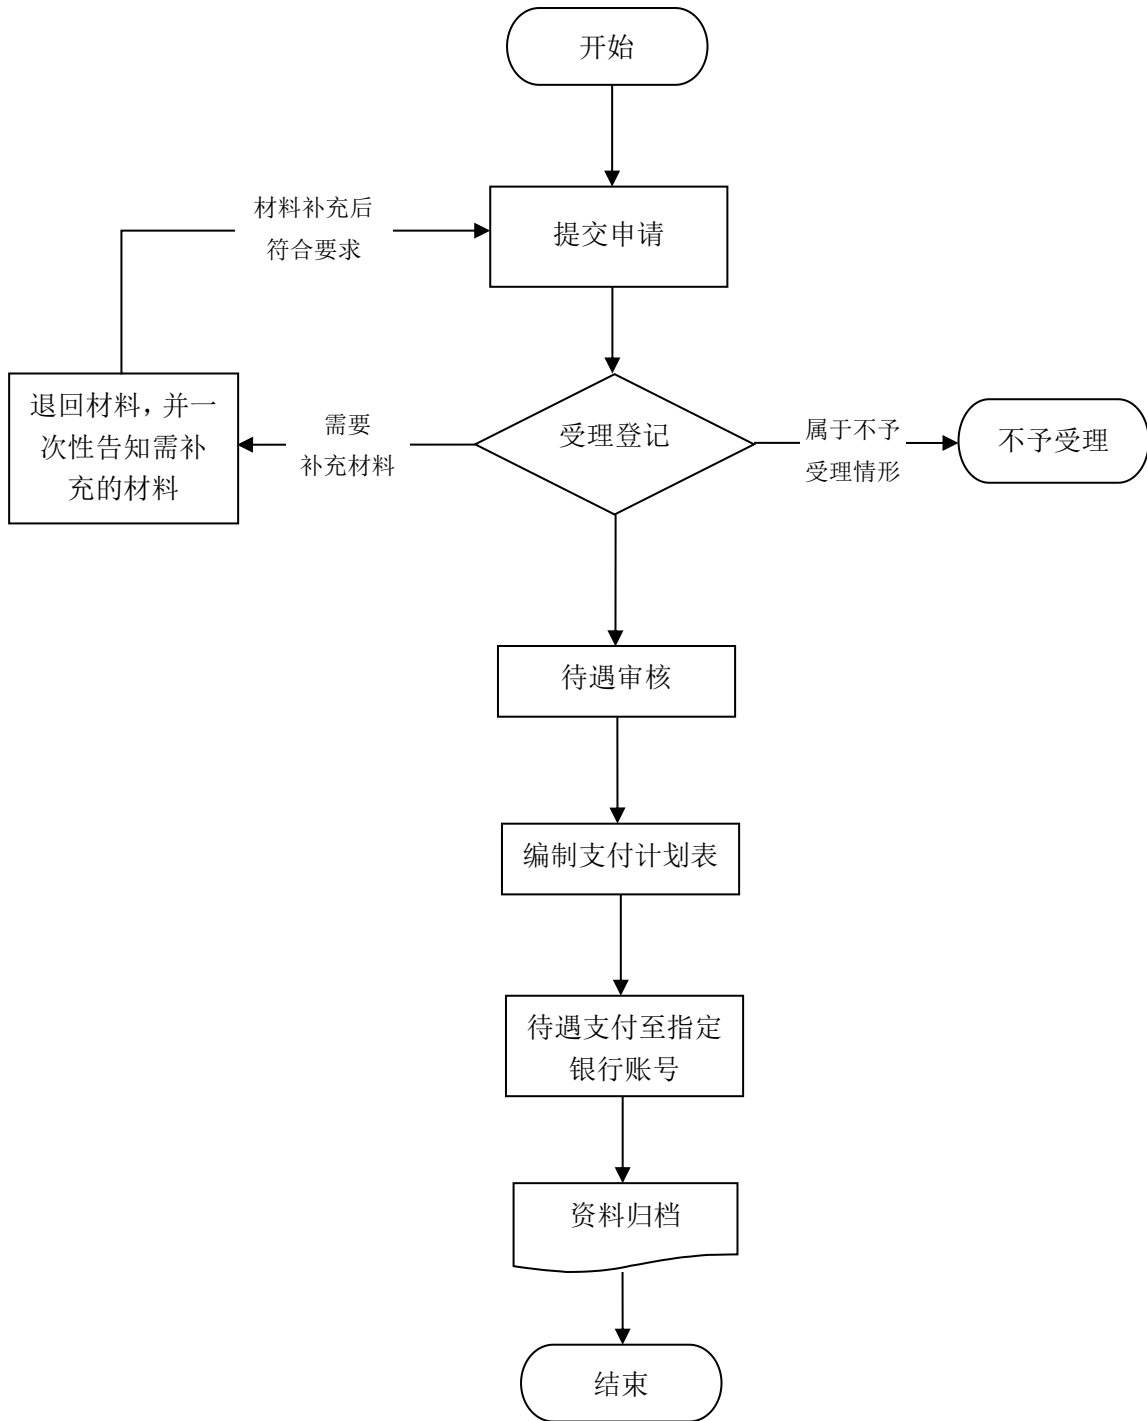 开始
材料补充后
符合要求
提交申请
退回材料，并一
次性告知需补
充的材料
需要
补充材料
受理登记
属于不予
受理情形
不予受理
待遇审核
编制支付计划表
待遇支付至指定
银行账号
资料归档
结束